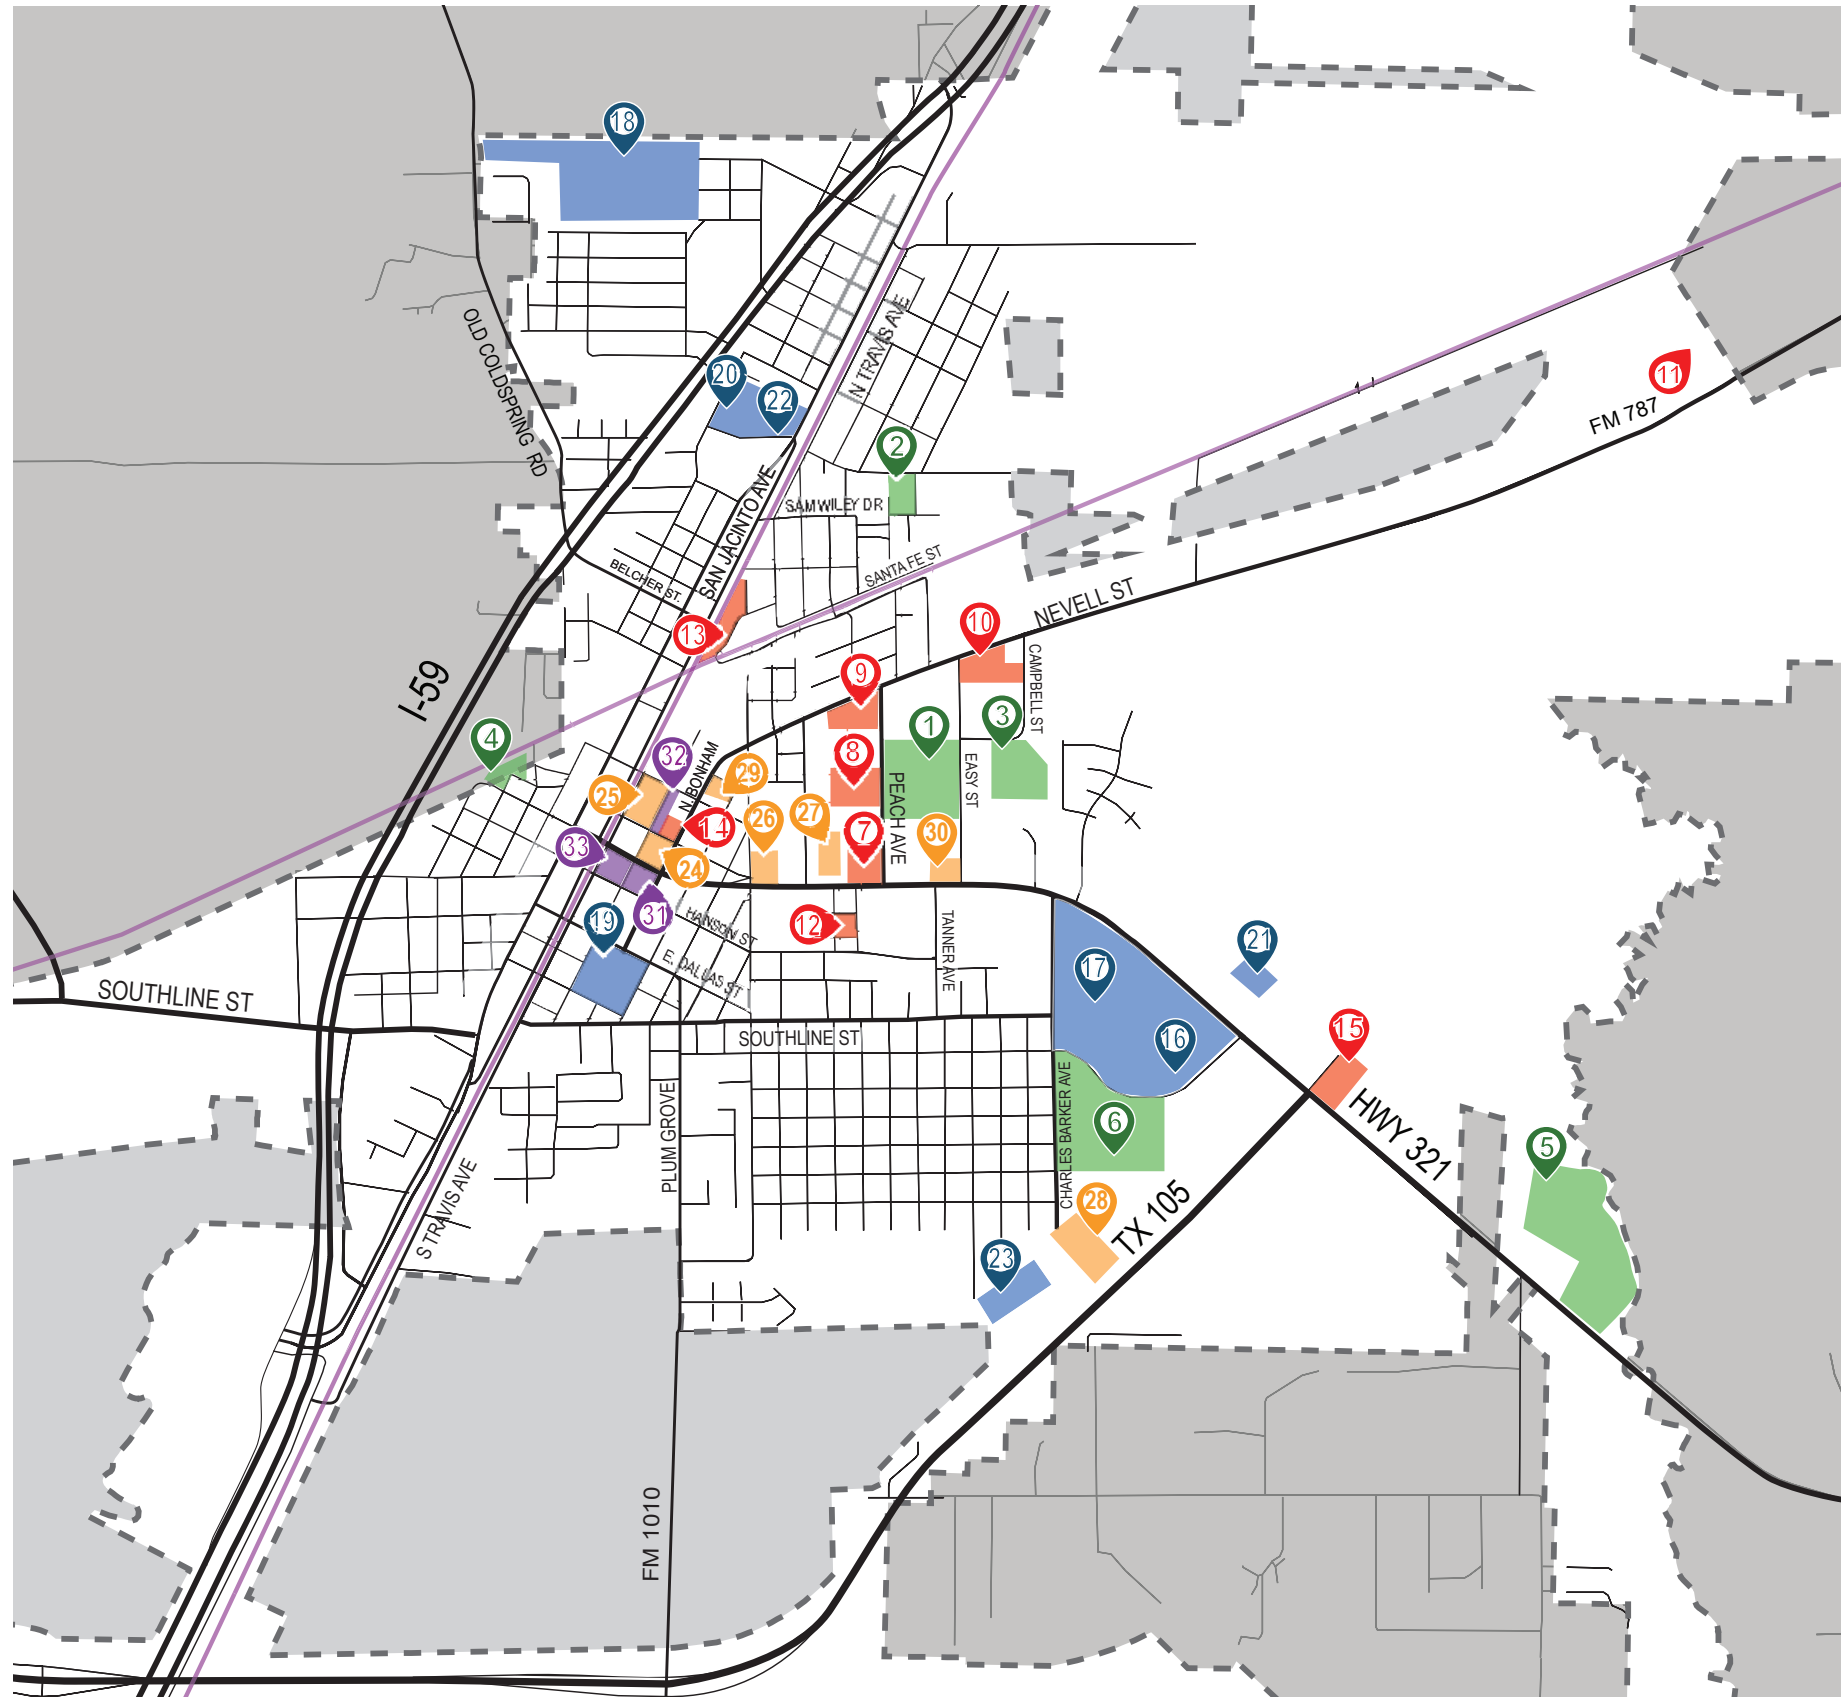 18
OLD COLDSPRING RD
20
22
N TRAVIS AVE
11
FM 787
2
SAN JACINTO AVE
SAM WILEY DR
BELCHER ST.
SANTA FE ST
NEVELL ST
13
10
I-59
CAMPBELL ST
9
1
3
4
32
N. BONHAM
29
8
PEACH AVE
EASY ST
25
14
26
27
7
30
33
24
31
19
HANSON ST
12
TANNER AVE
21
E. DALLAS ST
17
SOUTHLINE ST
SOUTHLINE ST
16
15
PLUM GROVE
CHARLES BARKER AVE
6
HWY 321
5
S TRAVIS AVE
28
TX 105
23
FM 1010